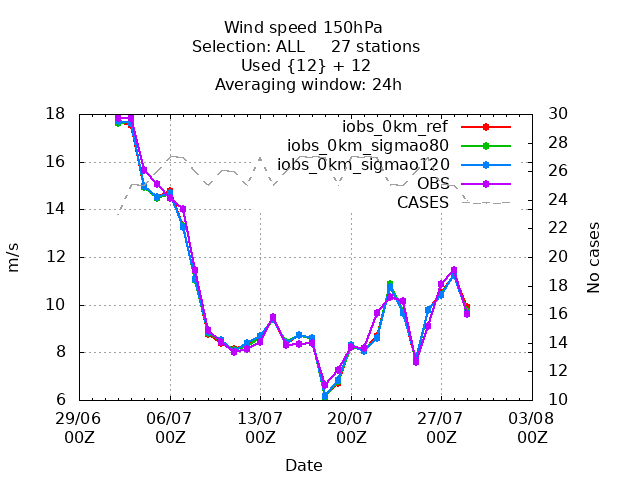 Wind speed 150hPa
Selection: ALL 27 stations
Used {12} + 12
Averaging window: 24h
18
16
14
12
10
8
6
m/s
30
28
26
24
22
20
18
16
14
12
10
No cases
iobs_0km_ref
iobs_0km_sigmao80
iobs_0km_sigmao120
OBS
CASES
29/06 06/07 13/07 20/07 27/07 03/08
00Z 00Z 00Z 00Z 00Z 00Z
Date